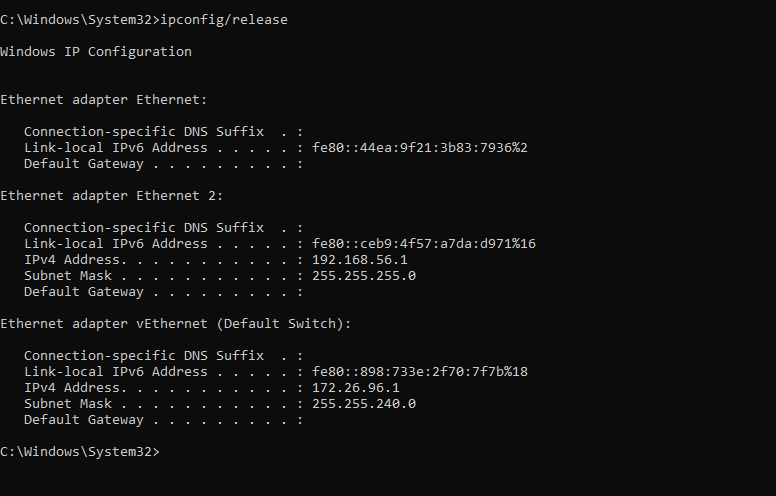 C:\Windows\System32>ipconfig/release
Windows IP Configuration
Ethernet adapter Ethernet:
   Connection-specific DNS Suffix  . :
   Link-local IPv6 Address . . . . . : fe80::44ea:9f21:3b83:7936%2
   Default Gateway . . . . . . . . . :
Ethernet adapter Ethernet 2:
   Connection-specific DNS Suffix  . :
   Link-local IPv6 Address . . . . . : fe80::ceb9:4f57:a7da:d971%16
   IPv4 Address. . . . . . . . . . . : 192.168.56.1
   Subnet Mask . . . . . . . . . . . : 255.255.255.0
   Default Gateway . . . . . . . . . :
Ethernet adapter vEthernet (Default Switch):
   Connection-specific DNS Suffix  . :
   Link-local IPv6 Address . . . . . : fe80::898:733e:2f70:7f7b%18
   IPv4 Address. . . . . . . . . . . : 172.26.96.1
   Subnet Mask . . . . . . . . . . . : 255.255.240.0
   Default Gateway . . . . . . . . . :
C:\Windows\System32>